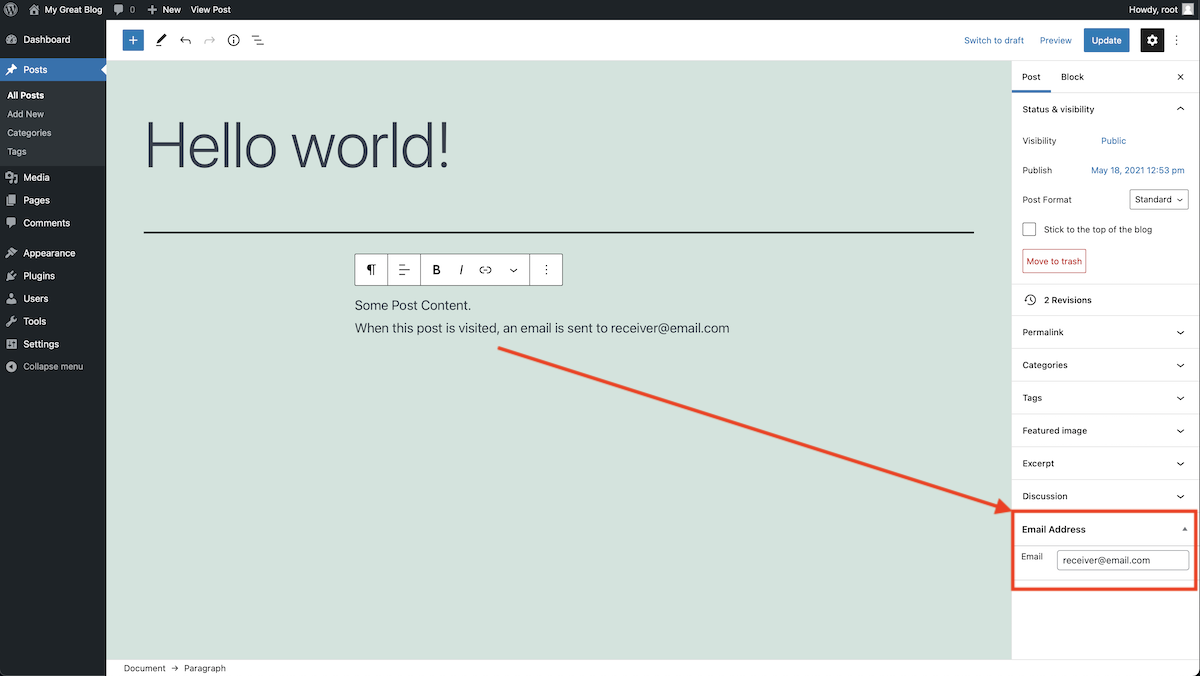 My Great Blog 0 New View Post Howdy, root
Dashboard
Posts
All Posts
Add New
Categories
Tags
Media
Pages
Comments
Appearance
Plugins
Users
Tools
Settings
Collapse menu
Switch to draft Preview Update
Hello world!
B I
Some Post Content.
When this post is visited, an email is sent to receiver@email.com
Document → Paragraph
Post Block
Status & visibility
Visibility Public
Publish May 18, 2021 12:53 pm
Post Format Standard
Stick to the top of the blog
Move to trash
2 Revisions
Permalink
Categories
Tags
Featured image
Excerpt
Discussion
Email Address
Email receiver@email.com